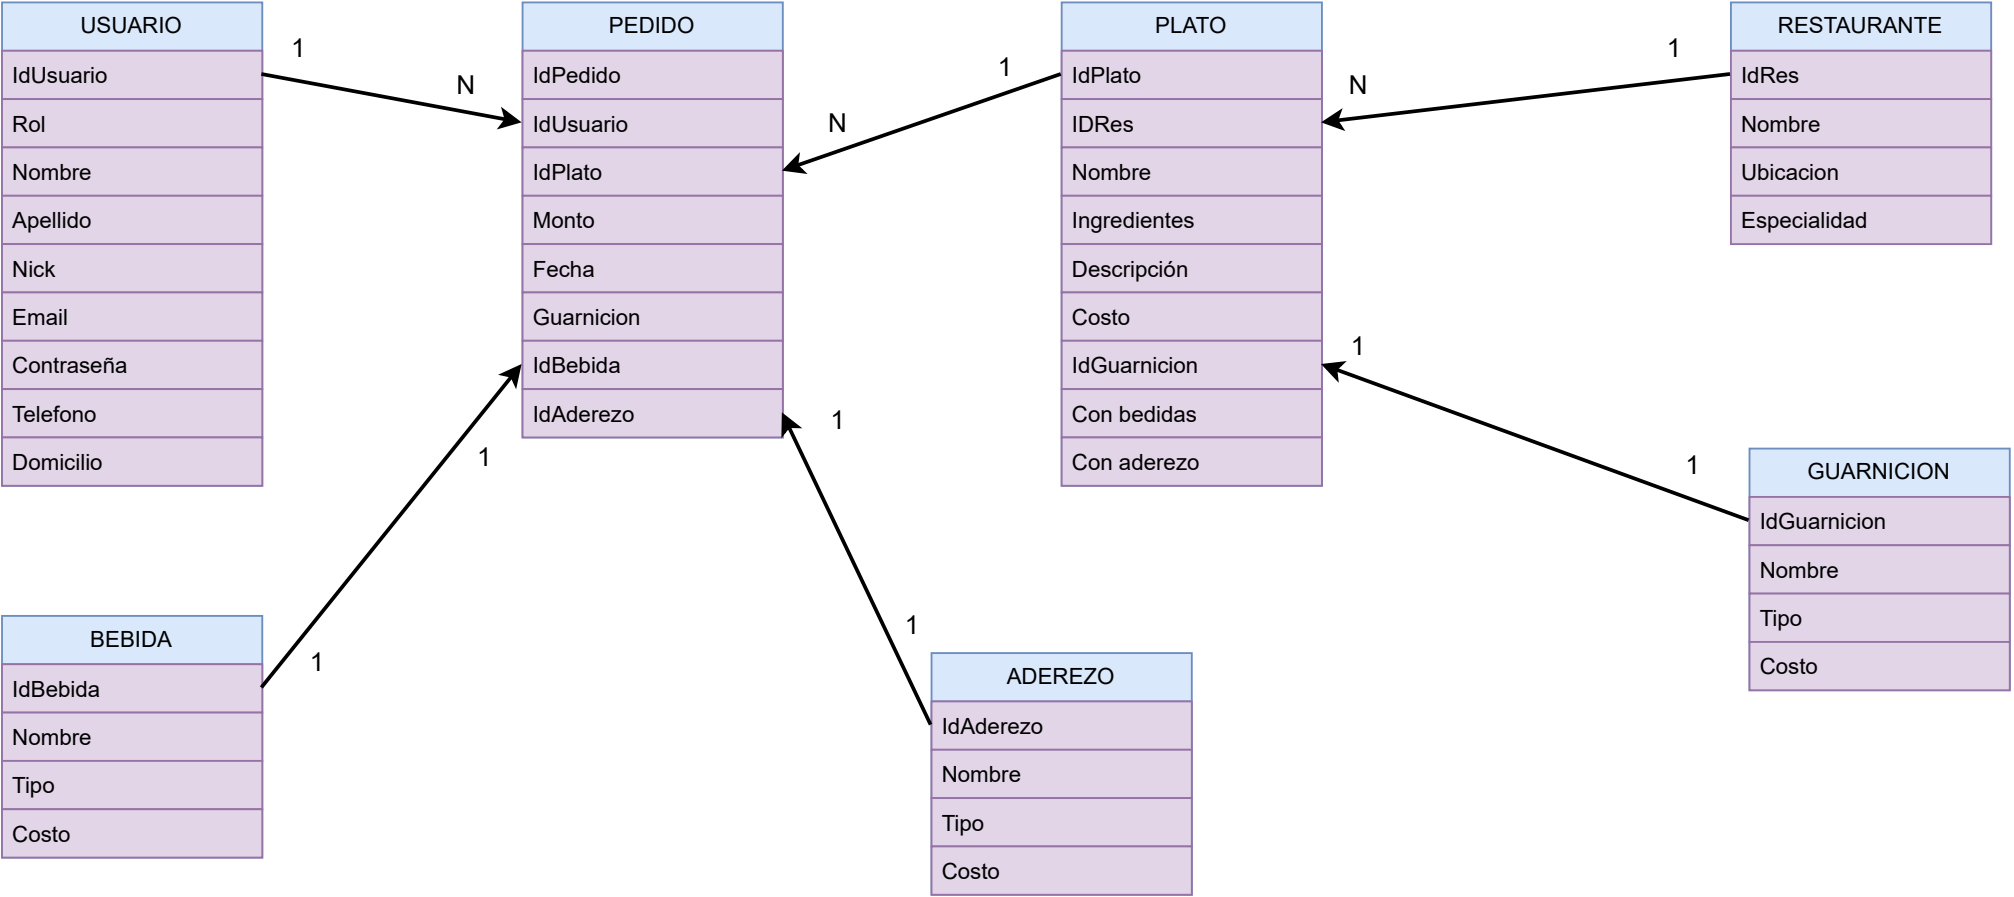 USUARIO
IdUsuario
Rol
Nombre
Apellido
Nick
Email
Contraseña
Telefono
Domicilio
1
N
PEDIDO
IdPedido
IdUsuario
IdPlato
Monto
Fecha
Guarnicion
IdBebida
IdAderezo
1
N
PLATO
IdPlato
IDRes
Nombre
Ingredientes
Descripción
Costo
IdGuarnicion
Con bedidas
Con aderezo
1
N
RESTAURANTE
IdRes
Nombre
Ubicacion
Especialidad
1
1
GUARNICION
IdGuarnicion
Nombre
Tipo
Costo
1
1
BEBIDA
IdBebida
Nombre
Tipo
Costo
1
1
ADEREZO
IdAderezo
Nombre
Tipo
Costo